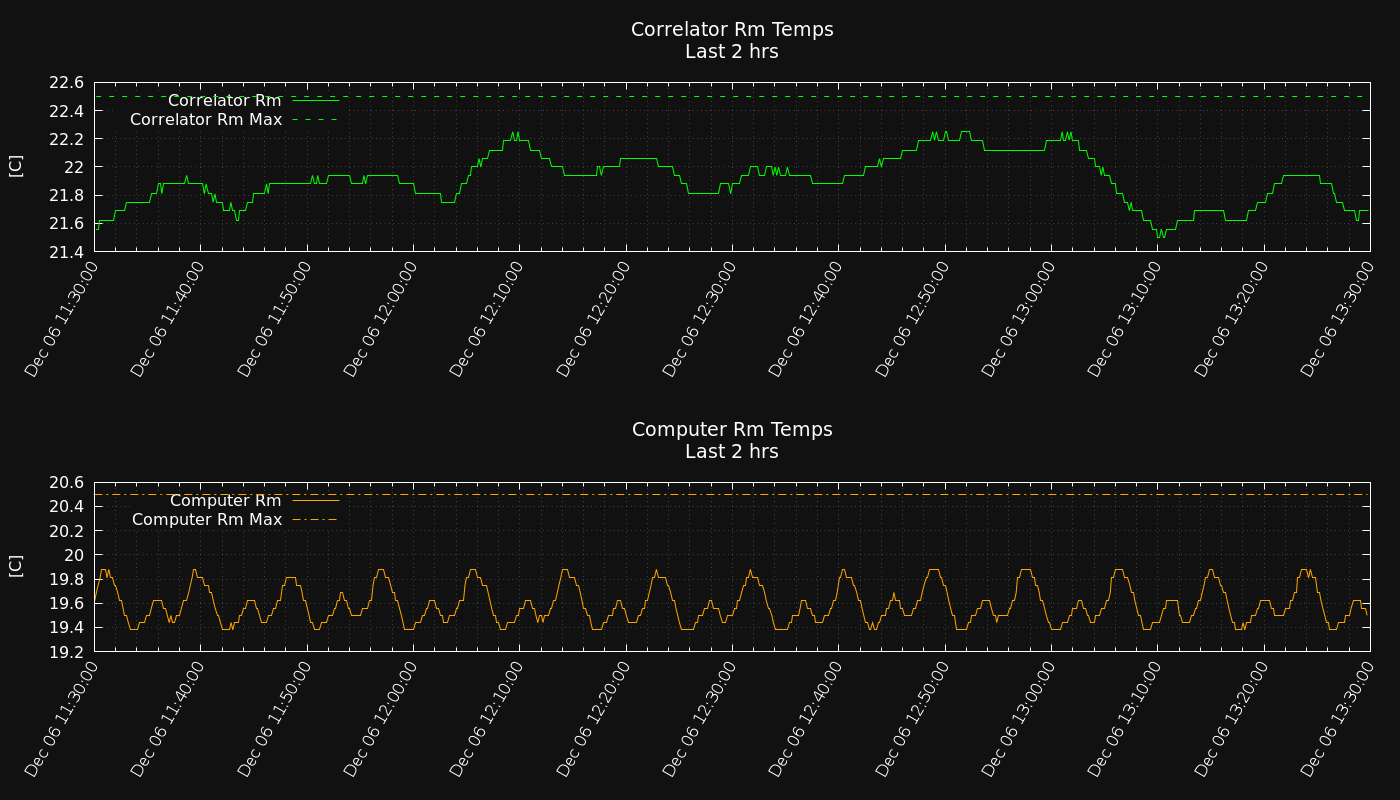 Correlator Rm Temps
Last 2 hrs
22.6
22.4
22.2
22
21.8
21.6
21.4
[C]
Correlator Rm
Correlator Rm Max
Dec 06 11:30:00
Dec 06 11:40:00
Dec 06 11:50:00
Dec 06 12:00:00
Dec 06 12:10:00
Dec 06 12:20:00
Dec 06 12:30:00
Dec 06 12:40:00
Dec 06 12:50:00
Dec 06 13:00:00
Dec 06 13:10:00
Dec 06 13:20:00
Dec 06 13:30:00
Computer Rm Temps
Last 2 hrs
20.6
20.4
20.2
20
19.8
19.6
19.4
19.2
[C]
Computer Rm
Computer Rm Max
Dec 06 11:30:00
Dec 06 11:40:00
Dec 06 11:50:00
Dec 06 12:00:00
Dec 06 12:10:00
Dec 06 12:20:00
Dec 06 12:30:00
Dec 06 12:40:00
Dec 06 12:50:00
Dec 06 13:00:00
Dec 06 13:10:00
Dec 06 13:20:00
Dec 06 13:30:00